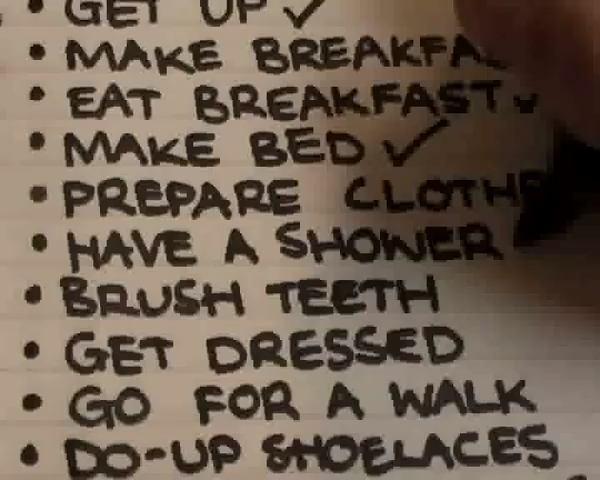 • GET UP ✓
• MAKE BREAKFA
• EAT BREAKFAST ✓
• MAKE BED ✓
• PREPARE CLOTHE
• HAVE A SHOWER
• BRUSH TEETH
• GET DRESSED
• GO FOR A WALK
• DO-UP SHOELACES